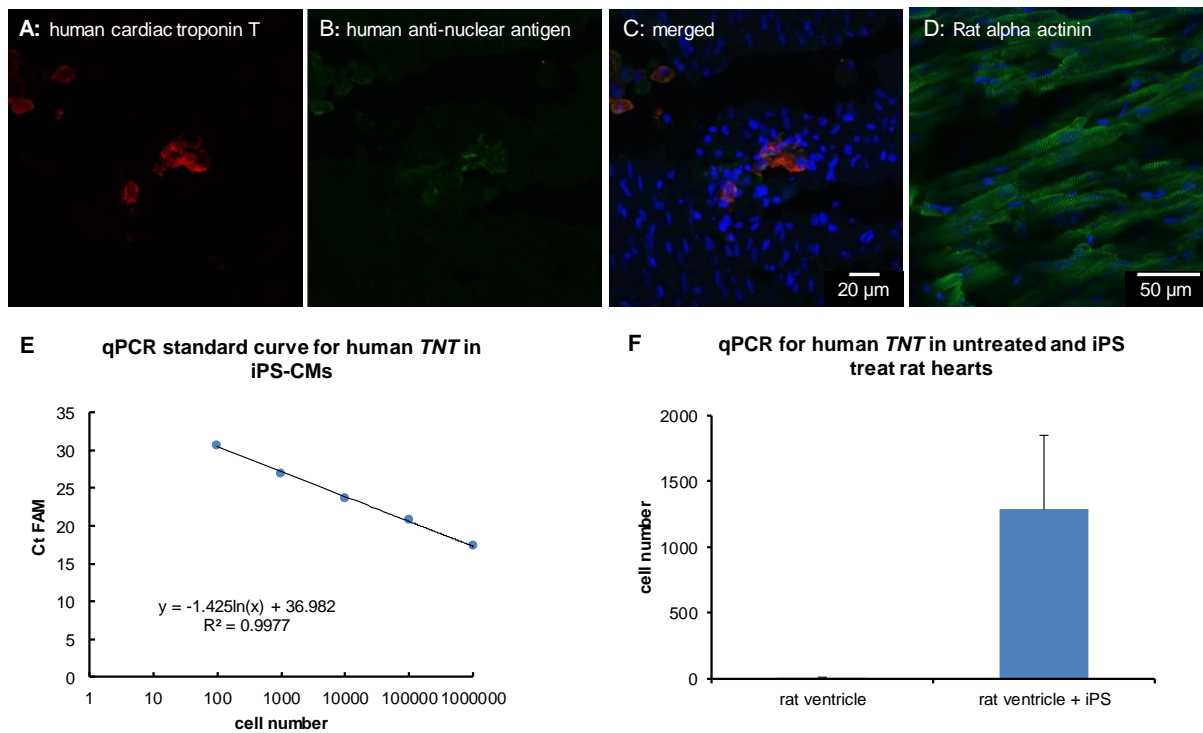 A: human cardiac troponin T
B: human anti-nuclear antigen
C: merged
D: Rat alpha actinin
20 µm
50 µm
E
qPCR standard curve for human TNT in
iPS-CMs
35
30
25
20
15
10
5
0
Ct FAM
y = -1.425ln(x) + 36.982
R² = 0.9977
1
10
100
1000
10000
100000
1000000
cell number
F
qPCR for human TNT in untreated and iPS
treat rat hearts
2000
1500
1000
500
0
cell number
rat ventricle
rat ventricle + iPS